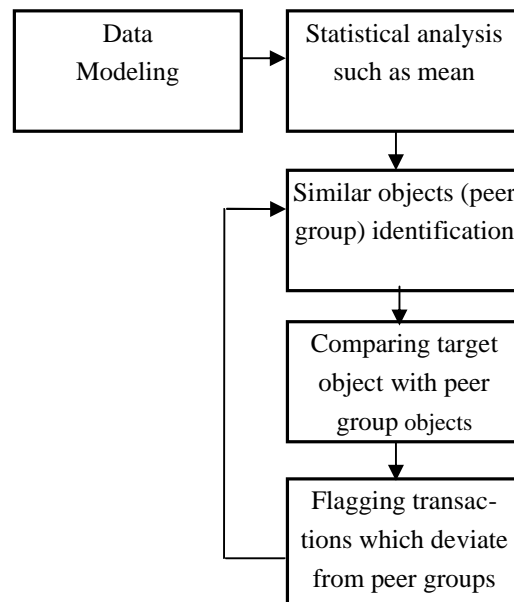 Data
Modeling
Statistical analysis
such as mean
Similar objects (peer
group) identification
Comparing target
object with peer
group objects
Flagging transac-
tions which deviate
from peer groups